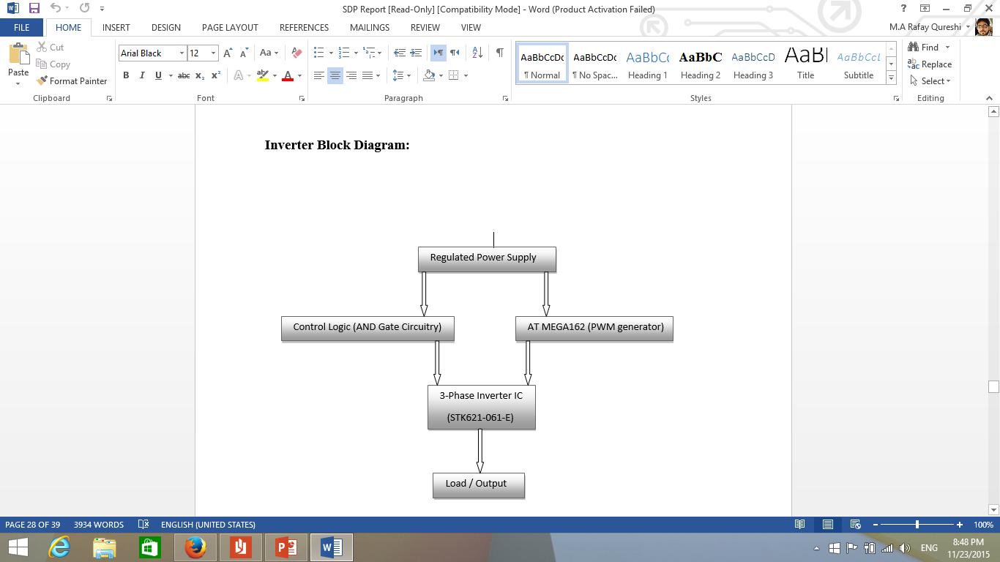 SDP Report [Read-Only] [Compatibility Mode] - Word (Product Activation Failed)
FILE HOME INSERT DESIGN PAGE LAYOUT REFERENCES MAILINGS REVIEW VIEW M.A Rafay Qureshi
Paste
Cut
Copy
Format Painter
Clipboard
Arial Black 12
Font
Paragraph
AaBbCcDc AaBbCcDc AaBbCc AaBbC AaBbCcD AaBl AaBbCcL
¶ Normal ¶ No Spac... Heading 1 Heading 2 Heading 3 Title Subtitle
Styles
Find
Replace
Select
Editing
Inverter Block Diagram:
Regulated Power Supply
Control Logic (AND Gate Circuitry) AT MEGA162 (PWM generator)
3-Phase Inverter IC
(STK621-061-E)
Load / Output
PAGE 28 OF 39 3934 WORDS ENGLISH (UNITED STATES) 100%
ENG
8:48 PM
11/23/2015